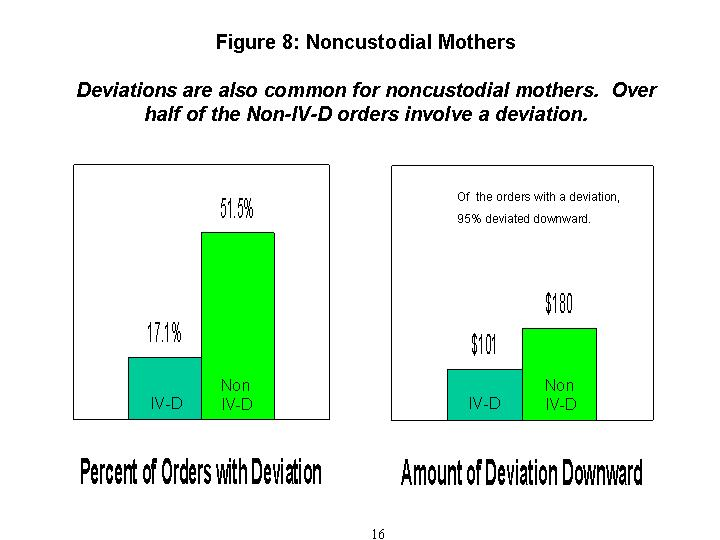 Figure 8: Noncustodial Mothers
Deviations are also common for noncustodial mothers.  Over
half of the Non-IV-D orders involve a deviation.
51.5%
17.1%
IV-D
Non
IV-D
Percent of Orders with Deviation
Of  the orders with a deviation,
95% deviated downward.
$180
$101
IV-D
Non
IV-D
Amount of Deviation Downward
16